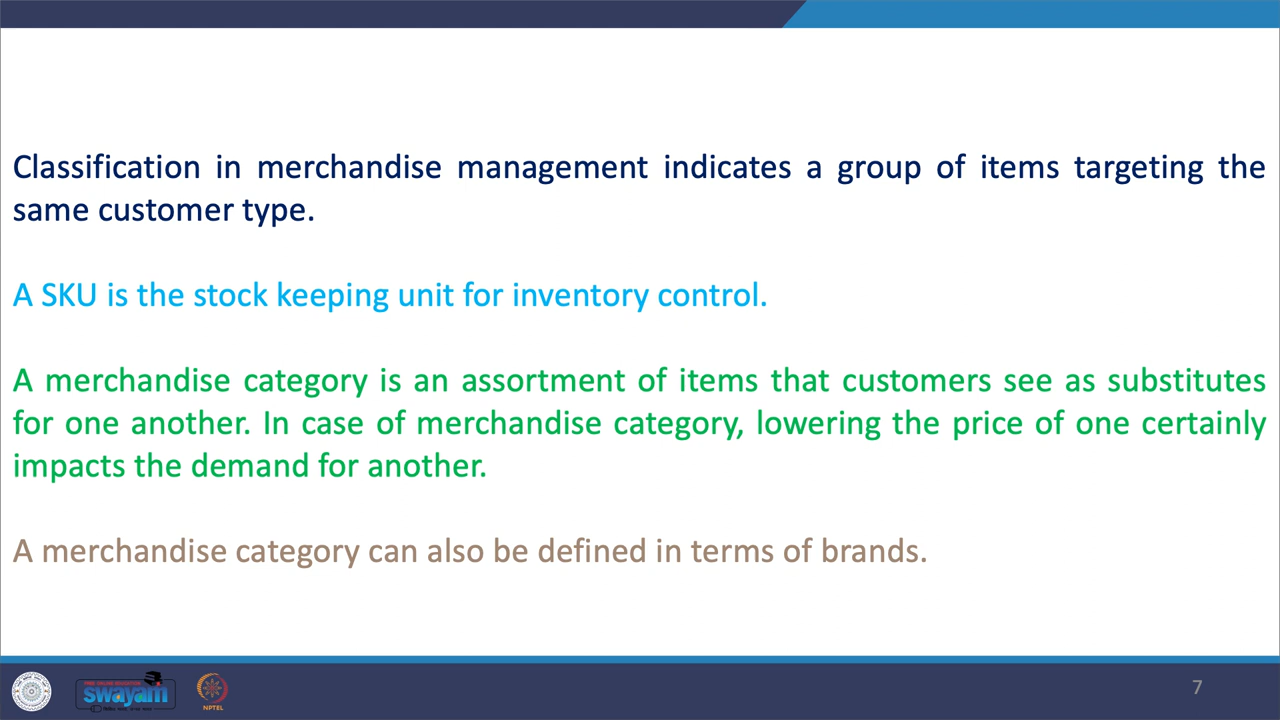 Classification in merchandise management indicates a group of items targeting the
same customer type.
A SKU is the stock keeping unit for inventory control.
A merchandise category is an assortment of items that customers see as substitutes
for one another. In case of merchandise category, lowering the price of one certainly
impacts the demand for another.
A merchandise category can also be defined in terms of brands.
swayam
NPTEL
7